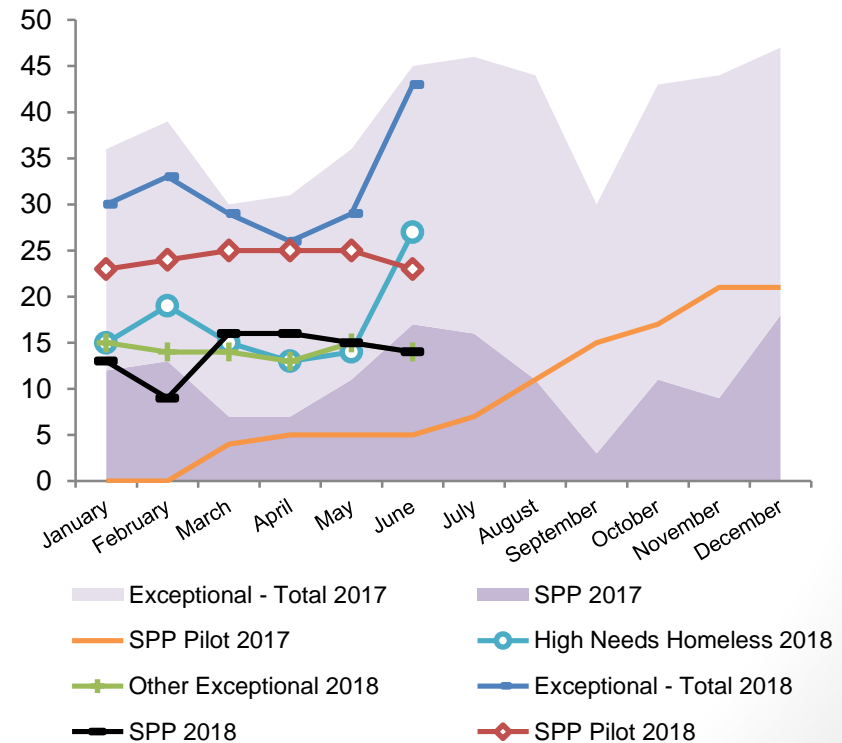 50
45
40
35
30
25
20
15
10
5
0
January
February
March
April
May
June
July
August
September
October
November
December
Exceptional - Total 2017
SPP 2017
SPP Pilot 2017
High Needs Homeless 2018
Other Exceptional 2018
Exceptional - Total 2018
SPP 2018
SPP Pilot 2018